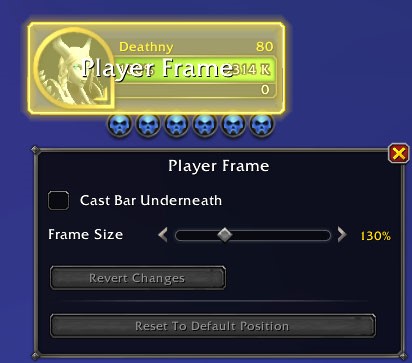 Deathny 80
Player Frame
314 K
0
Player Frame
Cast Bar Underneath
Frame Size 130%
Revert Changes
Reset To Default Position